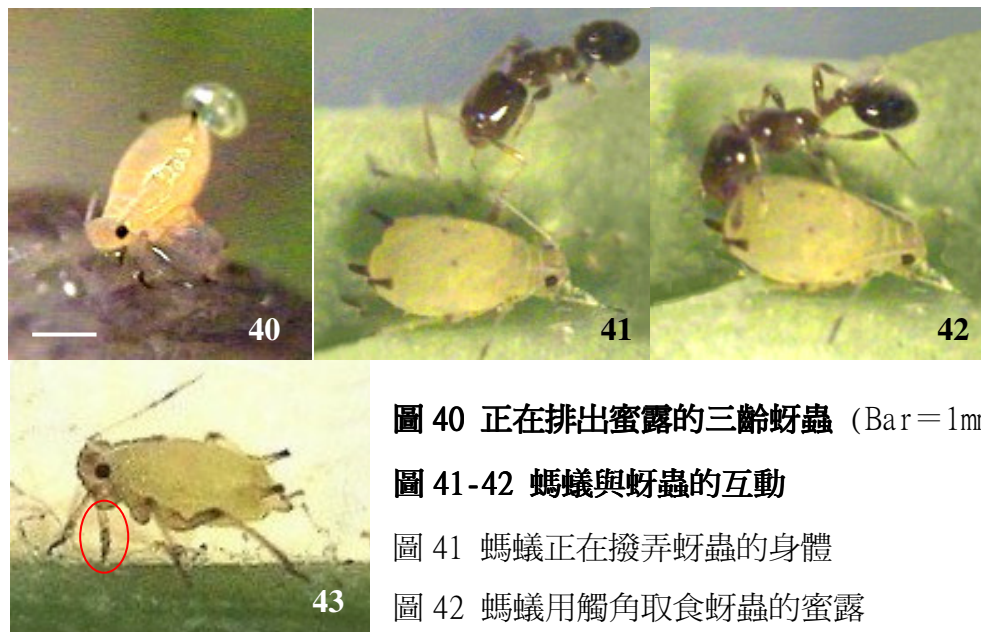 40
41
42
43
圖 40 正在排出蜜露的三齡蚜蟲 (Bar=1mm
圖 41-42 螞蟻與蚜蟲的互動
圖 41 螞蟻正在撥弄蚜蟲的身體
圖 42 螞蟻用觸角取食蚜蟲的蜜露